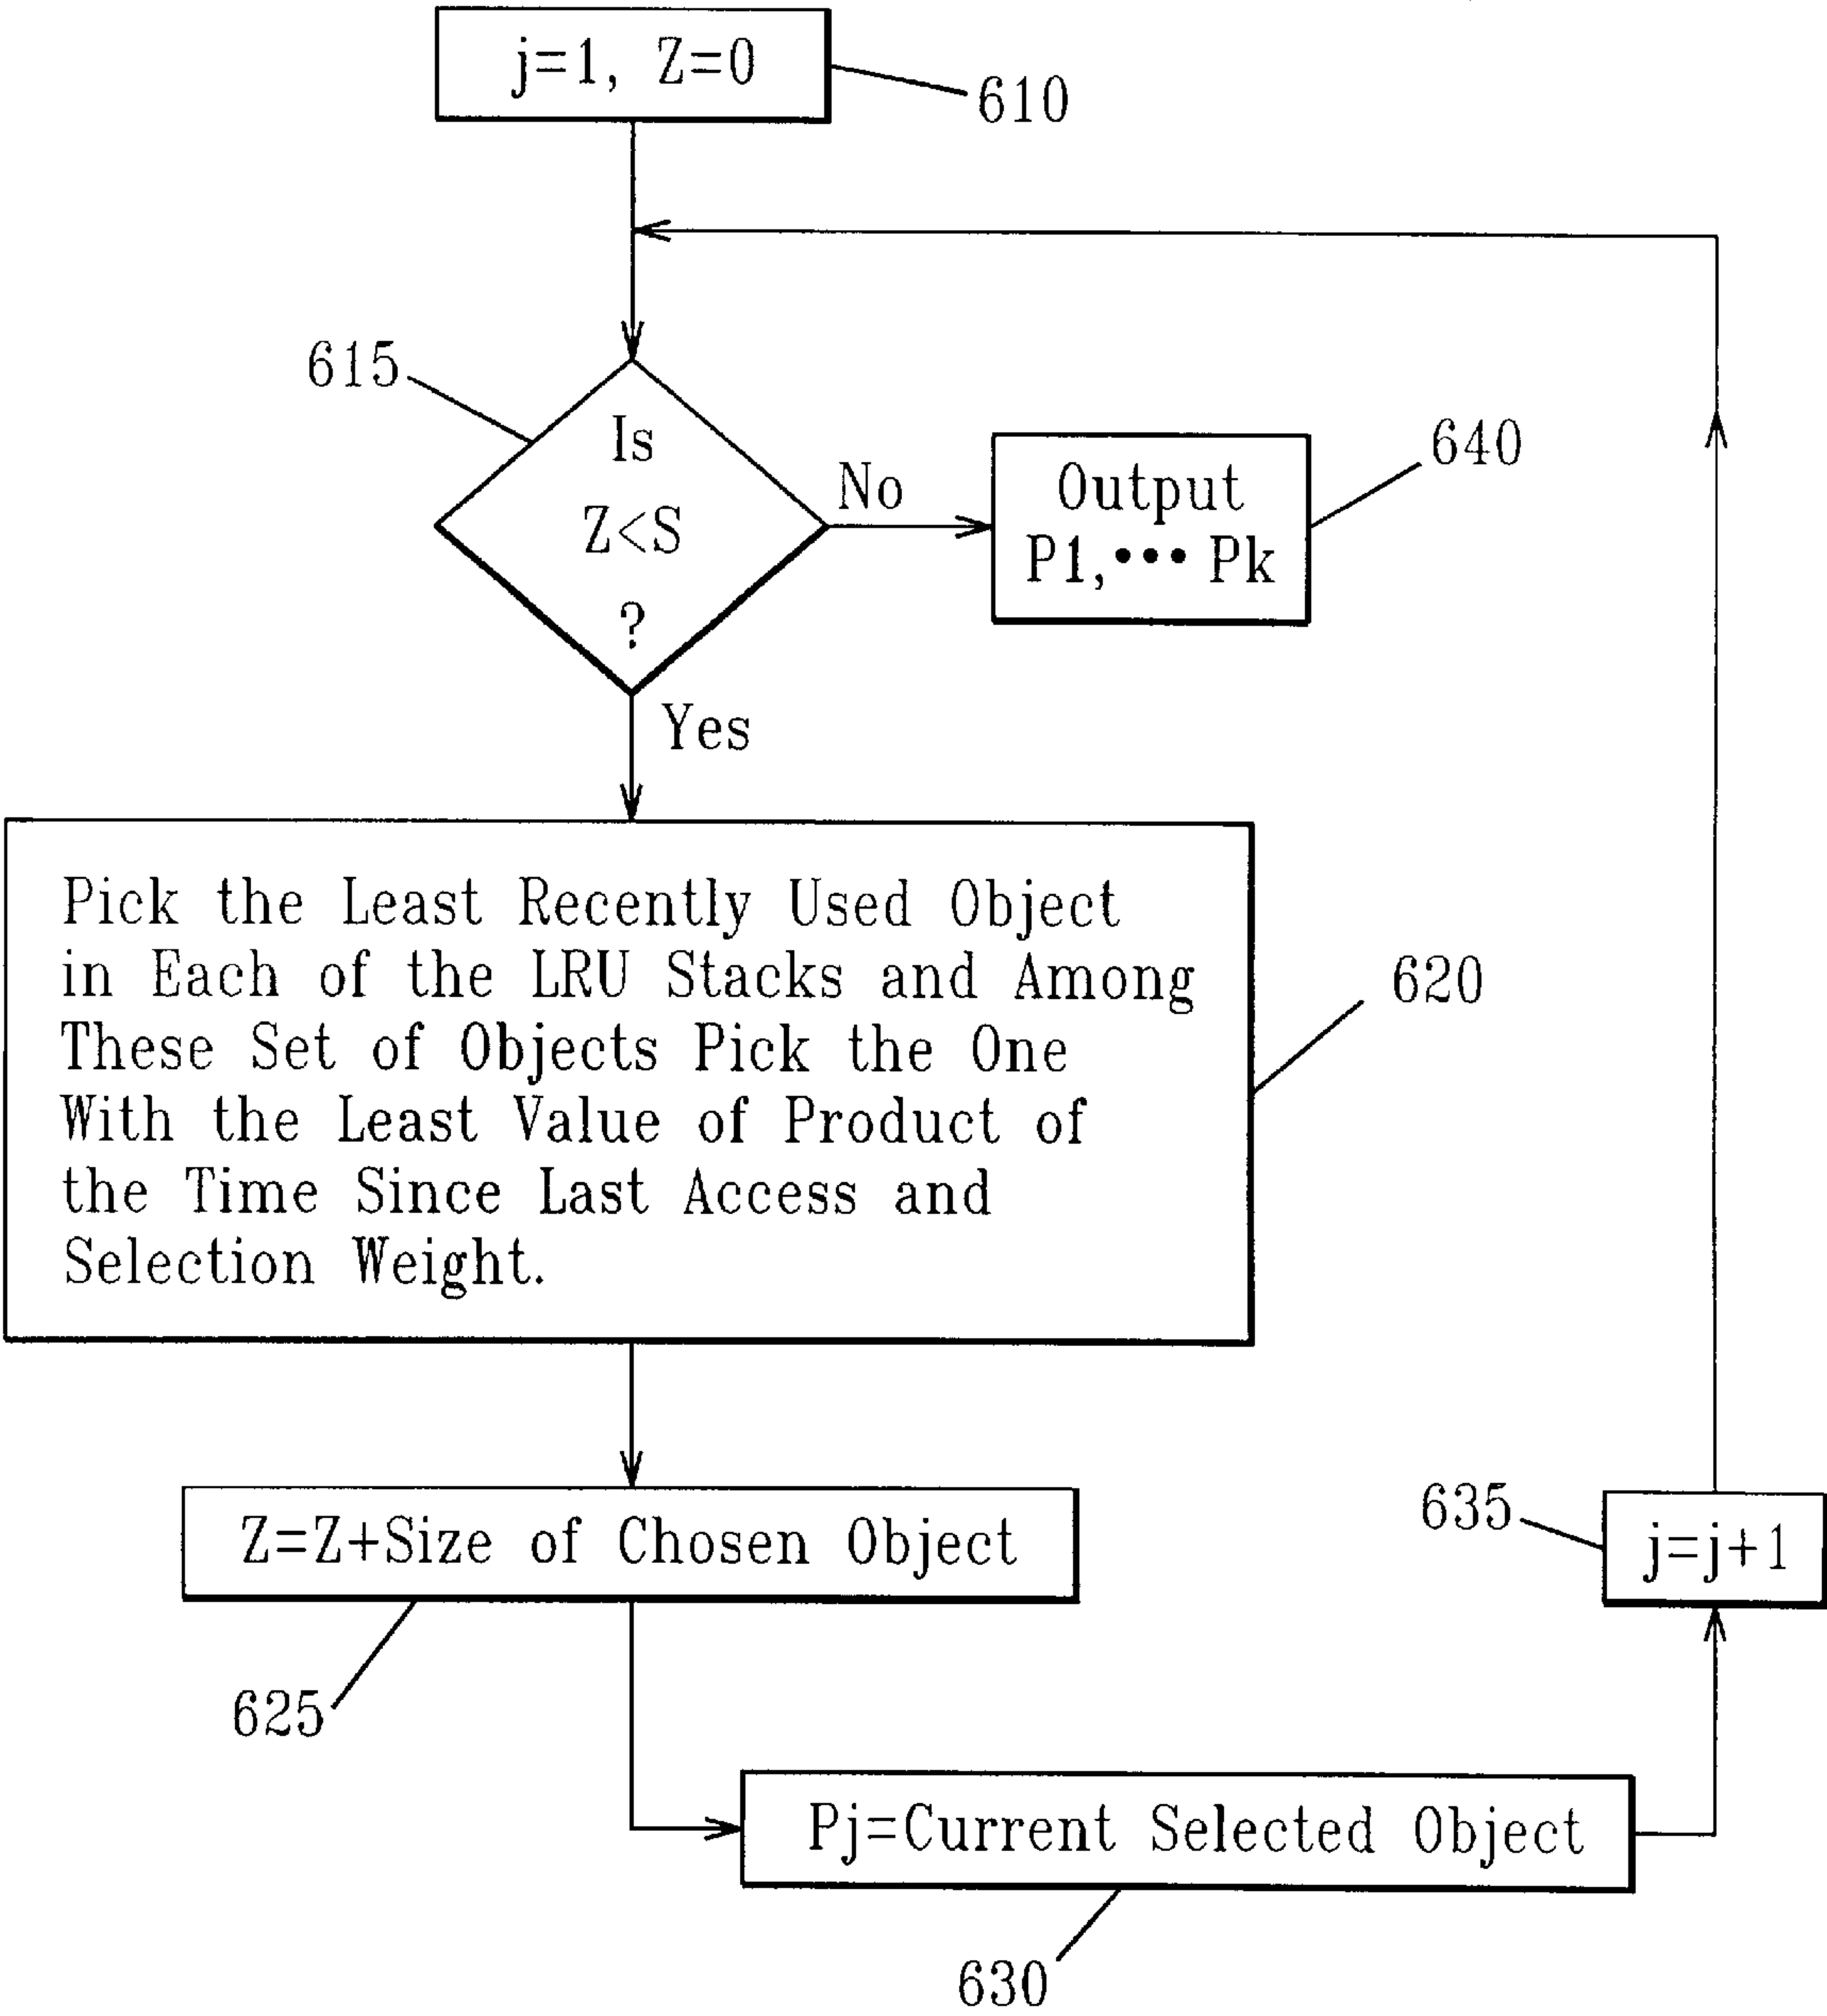 j=1, Z=0
610
615
Is
Z<S
?
No
Output
P1,••• Pk
640
Yes
Pick the Least Recently Used Object
in Each of the LRU Stacks and Among
These Set of Objects Pick the One
With the Least Value of Product of
the Time Since Last Access and
Selection Weight.
620
Z=Z+Size of Chosen Object
625
635
j=j+1
Pj=Current Selected Object
630